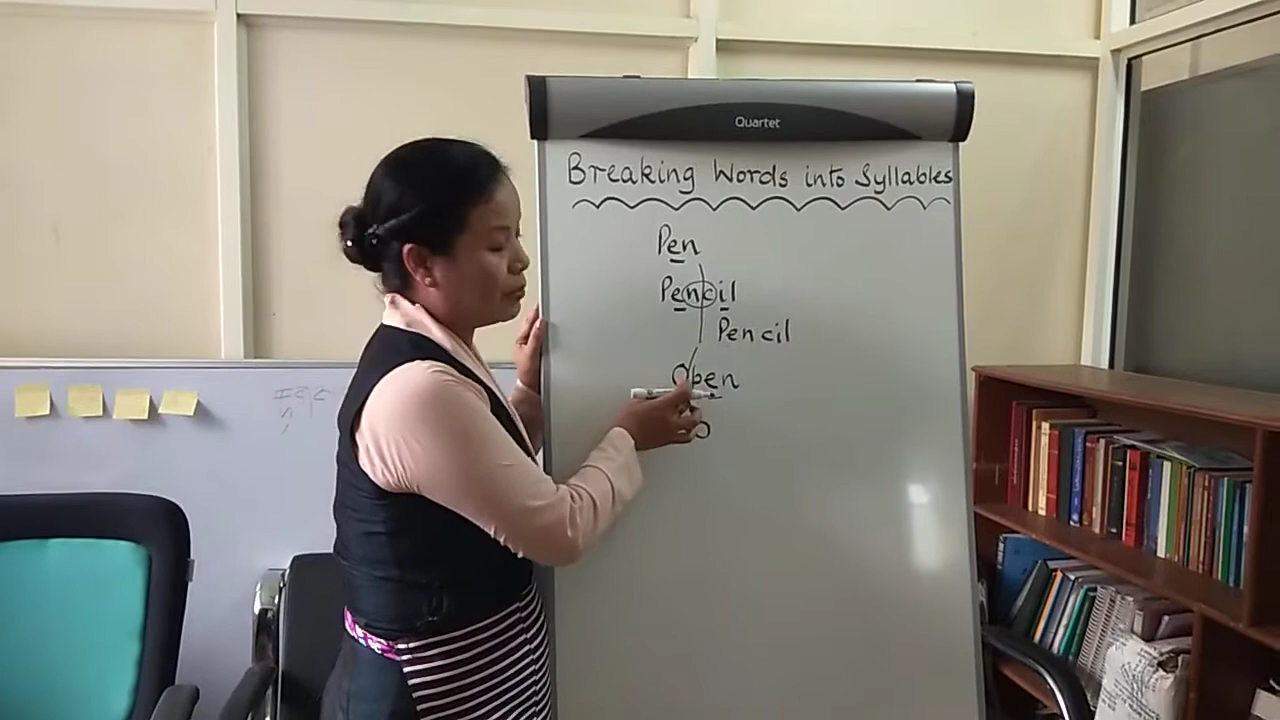 Quartet
Breaking Words into Syllables
Pen
Pencil
Pen cil
Open
o